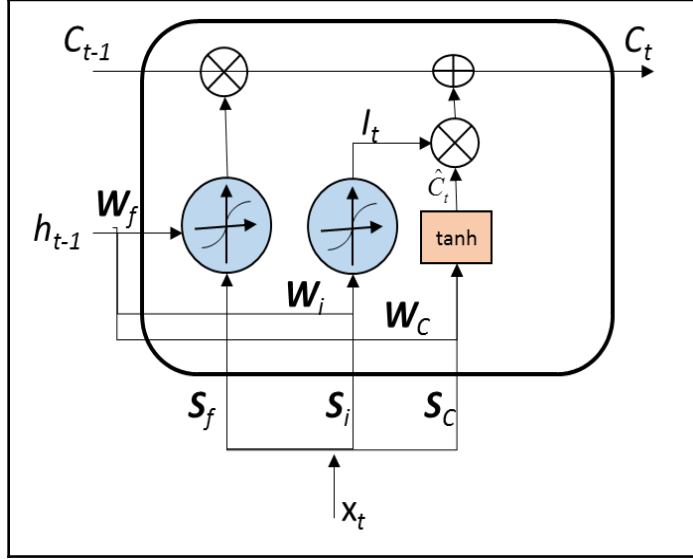 C_{t-1}
C_t
I_t
Ĉ_t
W_f
h_{t-1}
tanh
W_i
W_C
S_f
S_i
S_C
x_t